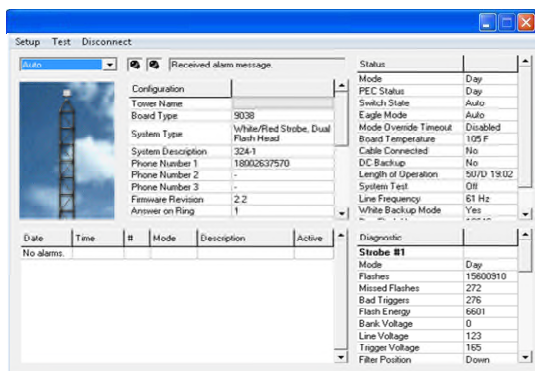 Setup Test Disconnect
Auto
Received alarm message.
Configuration
Tower Name
Board Type 9038
System Type White/Red Strobe, Dual Flash Head
System Description 324-1
Phone Number 1 18002637570
Phone Number 2 -
Phone Number 3 -
Firmware Revision 2.2
Answer on Ring 1
Status
Mode Day
PEC Status Day
Switch State Auto
Eagle Mode Auto
Mode Override Timeout Disabled
Board Temperature 105 F
Cable Connected No
DC Backup No
Length of Operation 507D 19:02
System Test Off
Line Frequency 61 Hz
White Backup Mode Yes
Date Time # Mode Description Active
No alarms.
Diagnostic
Strobe #1
Mode Day
Flashes 15600910
Missed Flashes 272
Bad Triggers 276
Flash Energy 6601
Bank Voltage 0
Line Voltage 123
Trigger Voltage 165
Filter Position Down